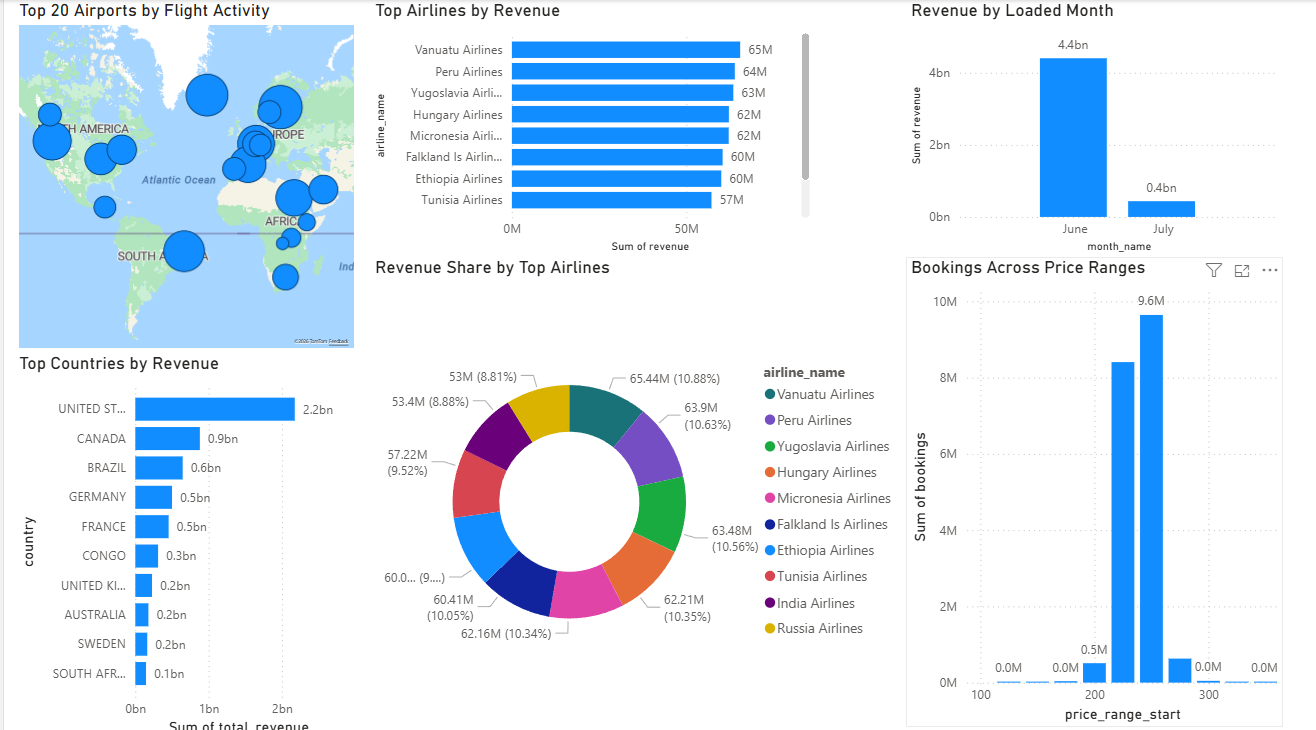 Top 20 Airports by Flight Activity
AMERICA
EUROPE
Atlantic Ocean
AFRIC
SOUTH A
Ind
©2026 TomTom Feedback
Top Airlines by Revenue
airline_name
Vanuatu Airlines 65M
Peru Airlines 64M
Yugoslavia Airli... 63M
Hungary Airlines 62M
Micronesia Airli... 62M
Falkland Is Airlin... 60M
Ethiopia Airlines 60M
Tunisia Airlines 57M
0M 50M
Sum of revenue
Revenue by Loaded Month
Sum of revenue
4.4bn
4bn
2bn
0.4bn
0bn
June July
month_name
Top Countries by Revenue
country
UNITED ST... 2.2bn
CANADA 0.9bn
BRAZIL 0.6bn
GERMANY 0.5bn
FRANCE 0.5bn
CONGO 0.3bn
UNITED KI... 0.2bn
AUSTRALIA 0.2bn
SWEDEN 0.2bn
SOUTH AFR... 0.1bn
0bn 1bn 2bn
Sum of total_revenue
Revenue Share by Top Airlines
65.44M (10.88%)
63.9M
(10.63%)
63.48M
(10.56%)
62.21M
(10.35%)
62.16M (10.34%)
60.41M
(10.05%)
60.0... (9....)
57.22M
(9.52%)
53.4M (8.88%)
53M (8.81%)
airline_name
Vanuatu Airlines
Peru Airlines
Yugoslavia Airlines
Hungary Airlines
Micronesia Airlines
Falkland Is Airlines
Ethiopia Airlines
Tunisia Airlines
India Airlines
Russia Airlines
Bookings Across Price Ranges
Sum of bookings
10M
9.6M
8M
6M
4M
2M
0.5M
0.0M 0.0M 0.0M 0.0M
0M
100 200 300
price_range_start